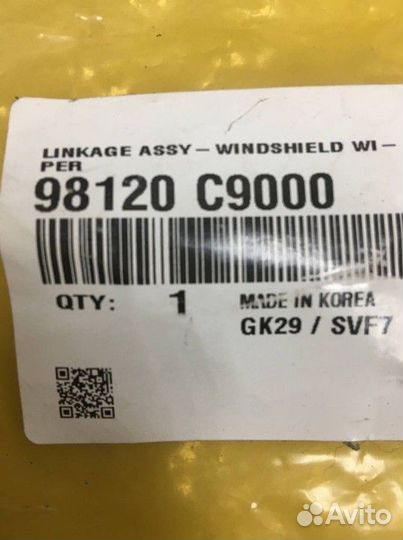 LINKAGE ASSY-WINDSHIELD WI-
PER
98120 C9000
QTY: 1 MADE IN KOREA
GK29 / SVF7
Avito